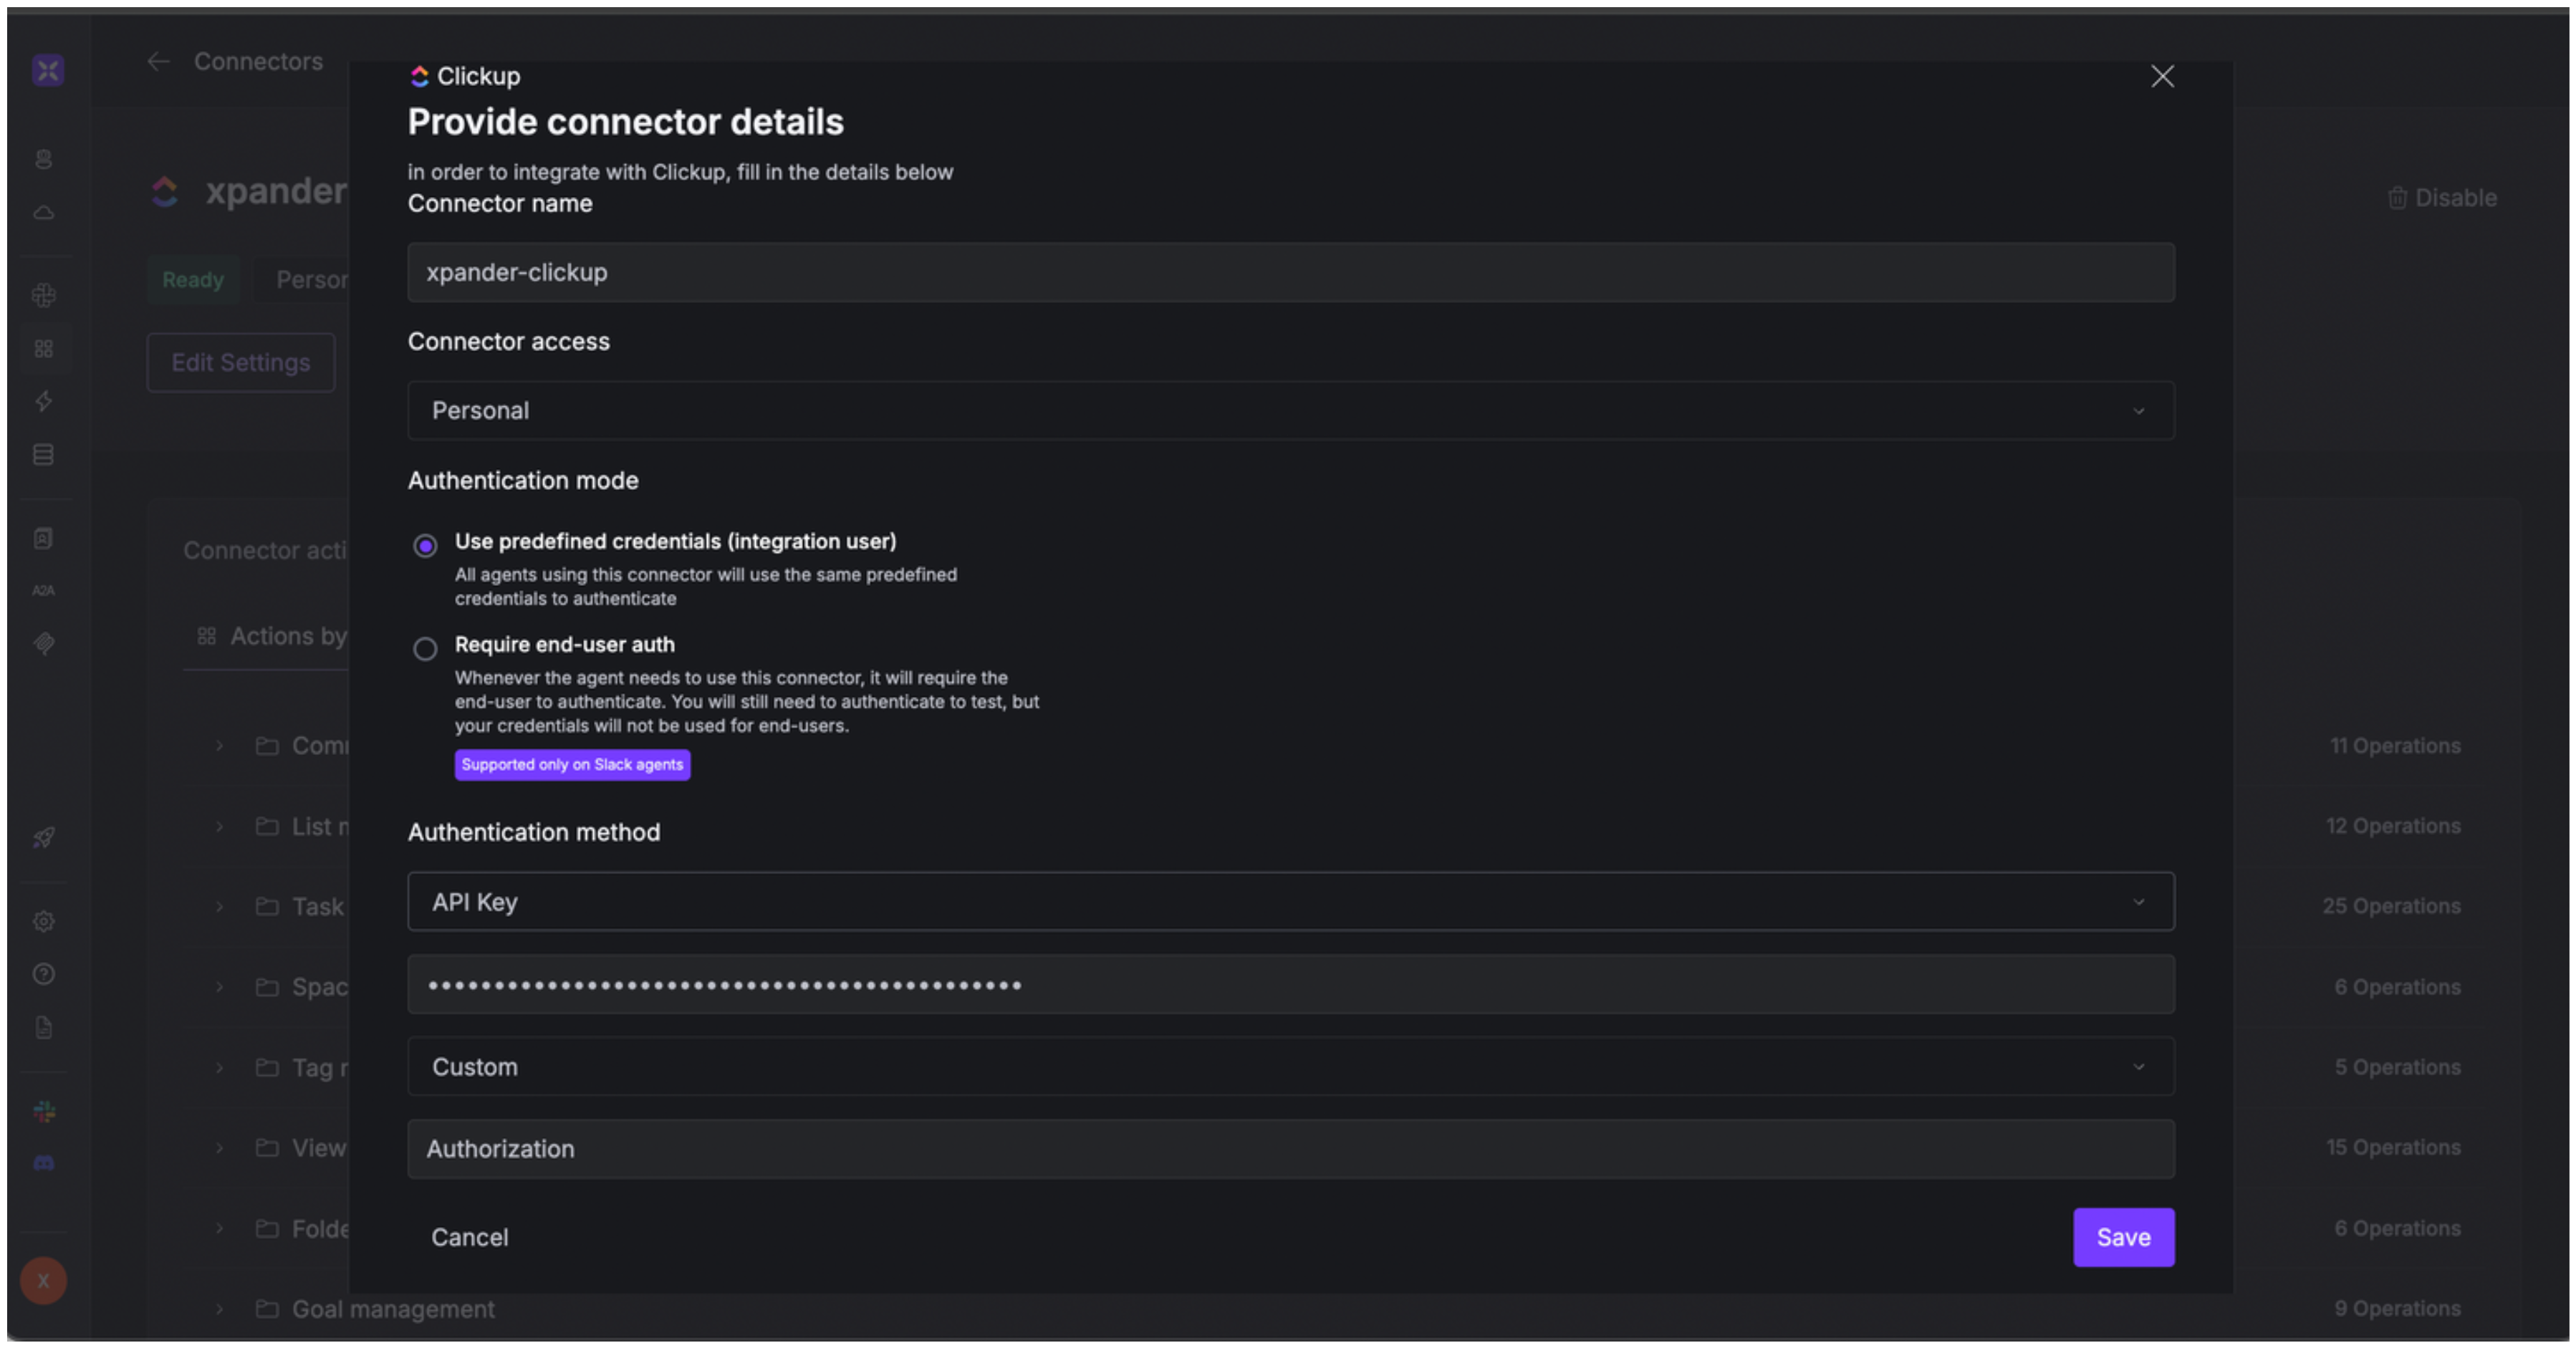 Connectors
Clickup
Provide connector details
in order to integrate with Clickup, fill in the details below
Connector name
xpander
Disable
xpander-clickup
Ready
Person
Connector access
Edit Settings
Personal
Authentication mode
Use predefined credentials (integration user)
All agents using this connector will use the same predefined
credentials to authenticate
Connector acti
A2A
Actions by
Require end-user auth
Whenever the agent needs to use this connector, it will require the
end-user to authenticate. You will still need to authenticate to test, but
your credentials will not be used for end-users.
Supported only on Slack agents
Comm
11 Operations
List m
12 Operations
Authentication method
API Key
Task
25 Operations
Spac
6 Operations
••••••••••••••••••••••••••••••••••••••••••••••
Custom
Tag r
5 Operations
Authorization
View
15 Operations
Folde
6 Operations
Cancel
Save
X
Goal management
9 Operations